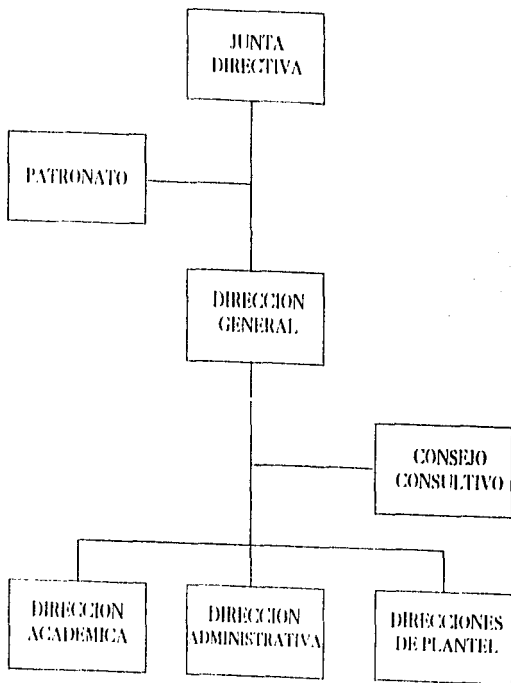 JUNTA
DIRECTIVA
PATRONATO
DIRECCION
GENERAL
CONSEJO
CONSULTIVO
DIRECCION
ACADEMICA
DIRECCION
ADMINISTRATIVA
DIRECCIONES
DE PLANTEL